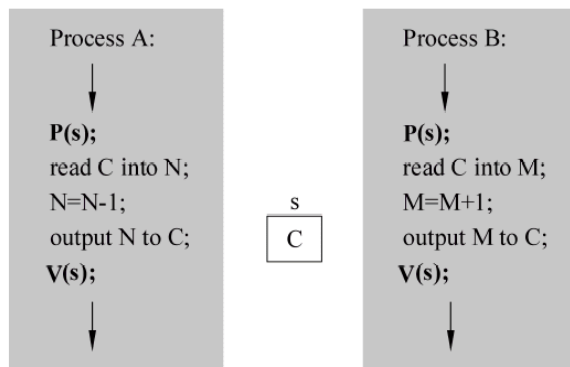 Process A:
P(s);
read C into N;
N=N-1;
output N to C;
V(s);
s
C
Process B:
P(s);
read C into M;
M=M+1;
output M to C;
V(s);